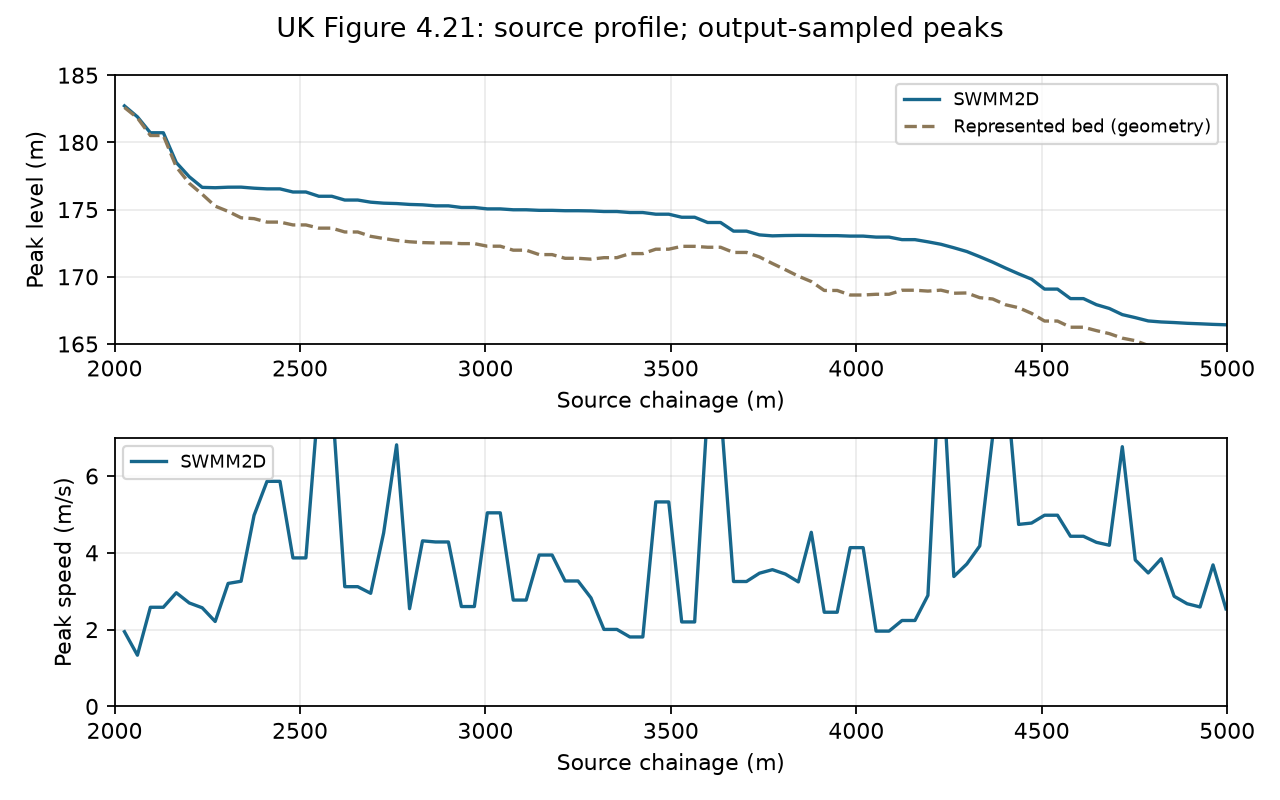 UK Figure 4.21: source profile; output-sampled peaks
185
180
175
170
165
Peak level (m)
SWMM2D
Represented bed (geometry)
2000 2500 3000 3500 4000 4500 5000
Source chainage (m)
6
4
2
0
Peak speed (m/s)
SWMM2D
2000 2500 3000 3500 4000 4500 5000
Source chainage (m)